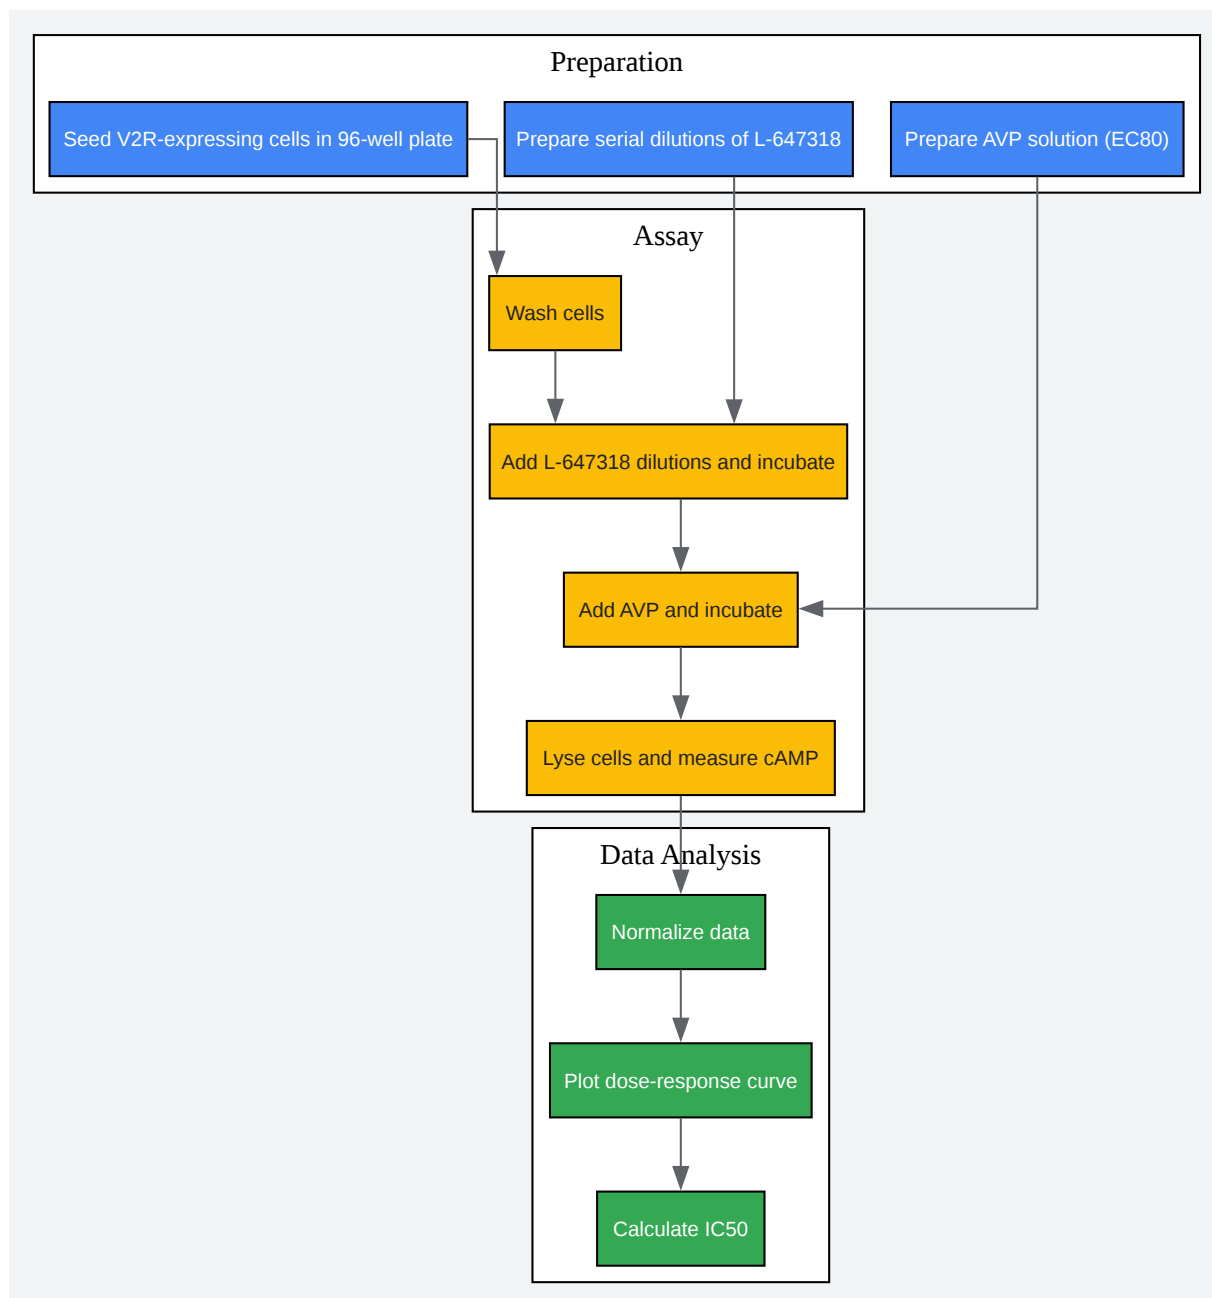 Preparation
Seed V2R-expressing cells in 96-well plate
Prepare serial dilutions of L-647318
Prepare AVP solution (EC80)
Assay
Wash cells
Add L-647318 dilutions and incubate
Add AVP and incubate
Lyse cells and measure cAMP
Data Analysis
Normalize data
Plot dose-response curve
Calculate IC50